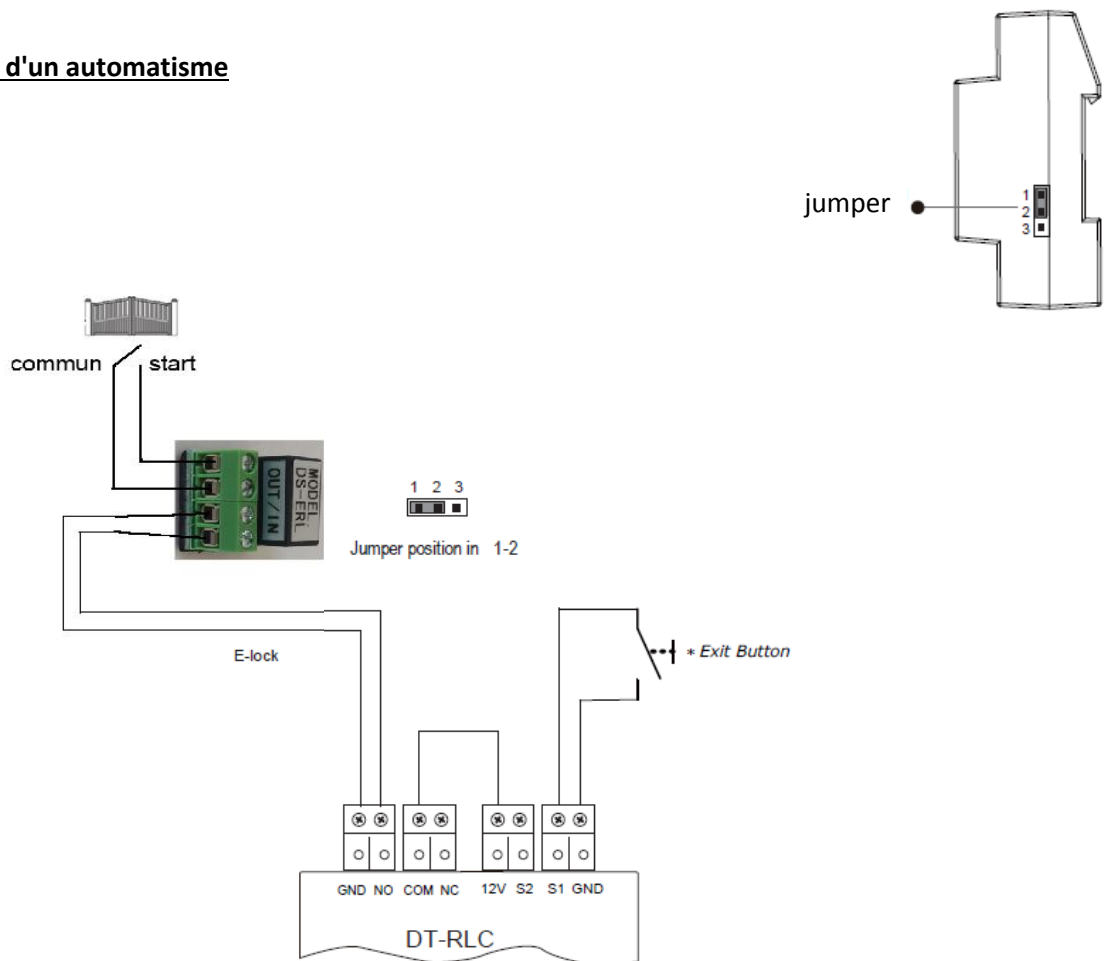 d'un automatisme
jumper
1
2
3
commun start
MODEL
DS-ERL
OUT/IN
1 2 3
Jumper position in 1-2
E-lock
* Exit Button
GND NO COM NC 12V S2 S1 GND
DT-RLC